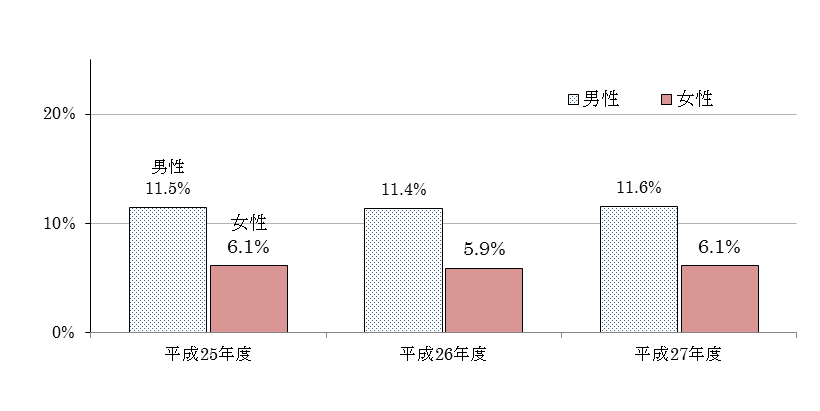 男性 女性
20%
男性
11.5%
女性
6.1%
11.4%
5.9%
11.6%
6.1%
10%
0%
平成25年度 平成26年度 平成27年度